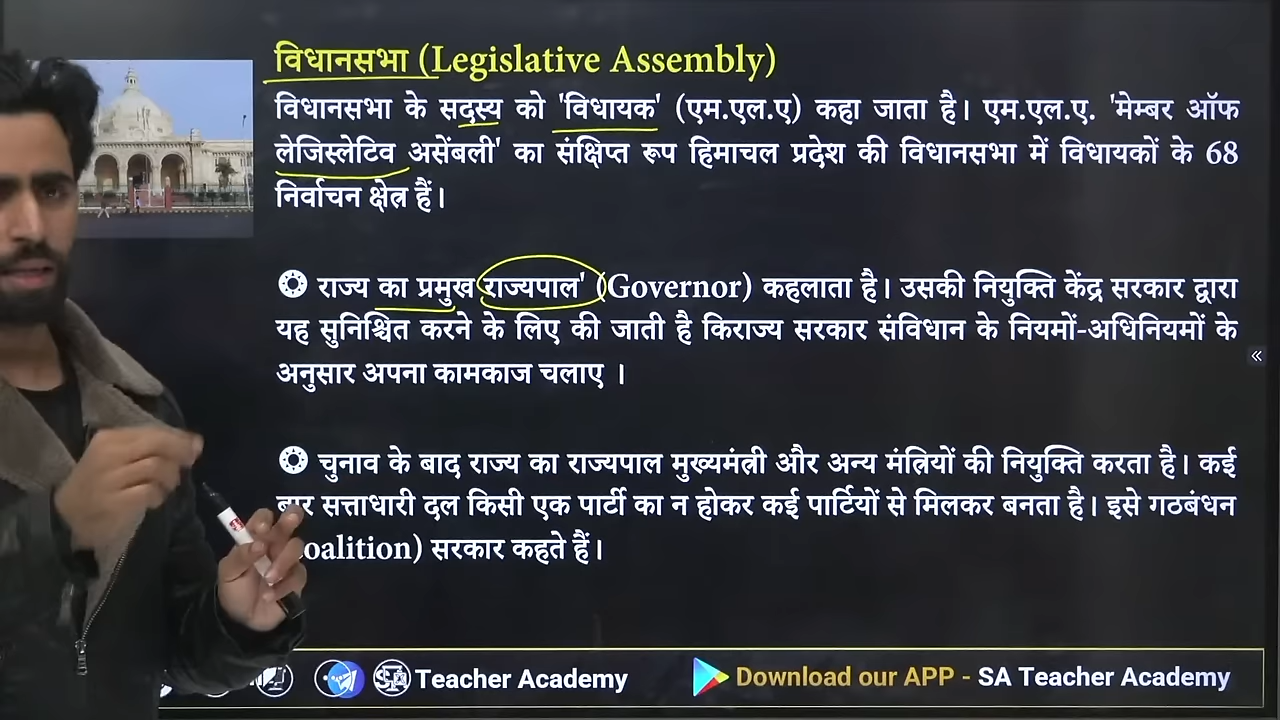 विधानसभा (Legislative Assembly)
विधानसभा के सदस्य को 'विधायक' (एम.एल.ए) कहा जाता है। एम.एल.ए. 'मेम्बर ऑफ
लेजिस्लेटिव असेंबली' का संक्षिप्त रूप हिमाचल प्रदेश की विधानसभा में विधायकों के 68
निर्वाचन क्षेत्र हैं।
राज्य का प्रमुख राज्यपाल' (Governor) कहलाता है। उसकी नियुक्ति केंद्र सरकार द्वारा
यह सुनिश्चित करने के लिए की जाती है किराज्य सरकार संविधान के नियमों-अधिनियमों के
अनुसार अपना कामकाज चलाए ।
चुनाव के बाद राज्य का राज्यपाल मुख्यमंत्री और अन्य मंत्रियों की नियुक्ति करता है। कई
सत्ताधारी दल किसी एक पार्टी का न होकर कई पार्टियों से मिलकर बनता है। इसे गठबंधन
oalition) सरकार कहते हैं।
Teacher Academy
Download our APP - SA Teacher Academy